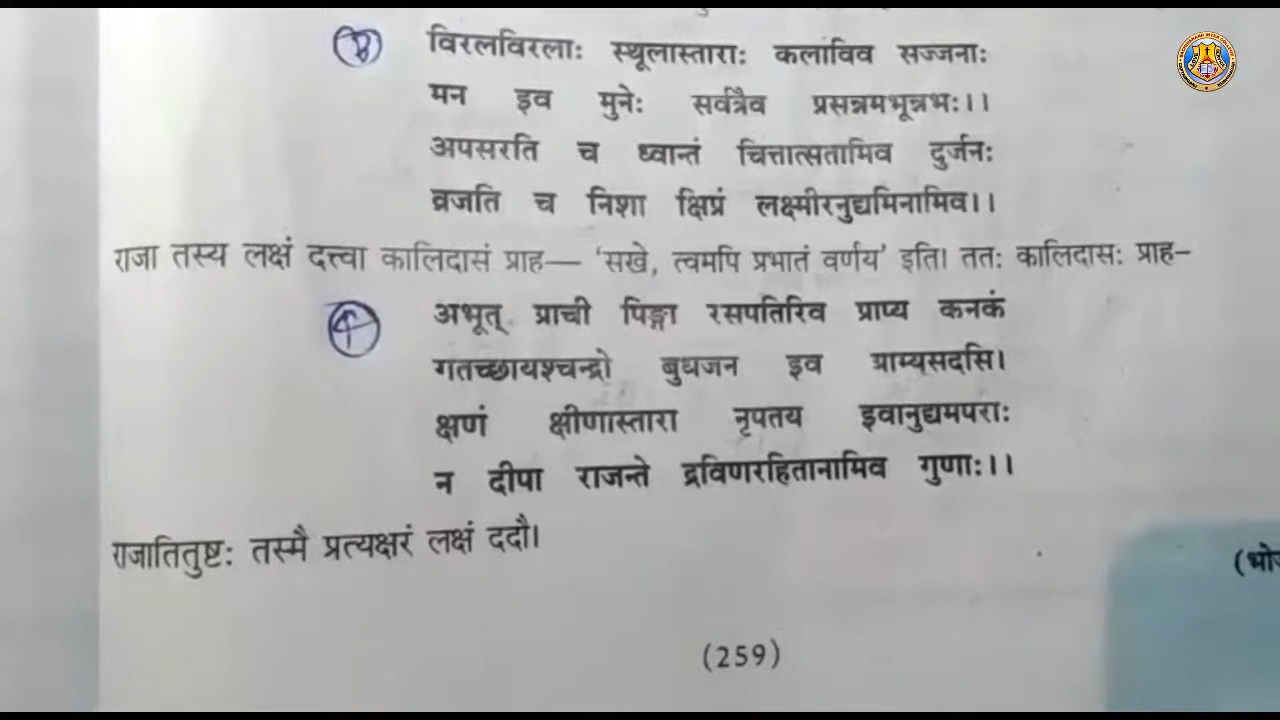 विरलविरलाः स्थूलास्ताराः कलाविव सज्जनाः
मन इव मुनेः सर्वत्रैव प्रसन्नमभून्नभः।।
अपसरति च ध्वान्तं चित्तात्सतामिव दुर्जनः
व्रजति च निशा क्षिप्रं लक्ष्मीरनुद्यमिनामिव।।
राजा तस्य लक्षं दत्त्वा कालिदासं प्राह— ‘सखे, त्वमपि प्रभातं वर्णय’ इति। ततः कालिदासः प्राह–
अभूत् प्राची पिङ्गा रसपतिरिव प्राप्य कनकं
गतच्छायश्चन्द्रो बुधजन इव प्राम्यसदसि।
क्षणं क्षीणास्तारा नृपतय इवानुद्यमपराः
न दीपा राजन्ते द्रविणरहितानामिव गुणाः।।
राजातितुष्टः तस्मै प्रत्यक्षरं लक्षं ददौ।
(259)